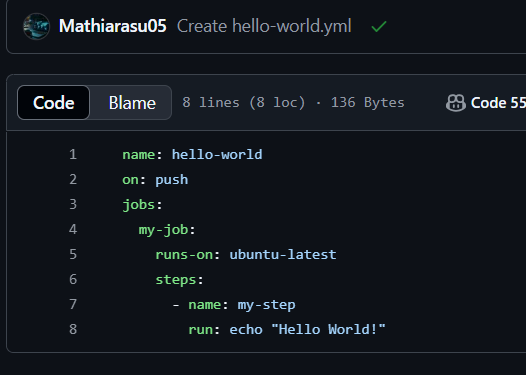 Mathiarasu05 Create hello-world.yml
Code Blame 8 lines (8 loc) · 136 Bytes Code 55
1 name: hello-world
2 on: push
3 jobs:
4 my-job:
5 runs-on: ubuntu-latest
6 steps:
7 - name: my-step
8 run: echo "Hello World!"